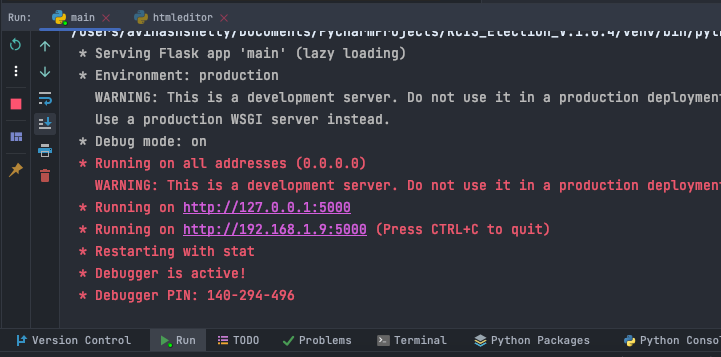 Run: main htmleditor
/Users/avinashshetty/Documents/PycharmProjects/RCIS_Election_V.1.0.4/venv/bin/pyth
* Serving Flask app 'main' (lazy loading)
* Environment: production
WARNING: This is a development server. Do not use it in a production deployment
Use a production WSGI server instead.
* Debug mode: on
* Running on all addresses (0.0.0.0)
WARNING: This is a development server. Do not use it in a production deployment
* Running on http://127.0.0.1:5000
* Running on http://192.168.1.9:5000 (Press CTRL+C to quit)
* Restarting with stat
* Debugger is active!
* Debugger PIN: 140-294-496
Version Control Run TODO Problems Terminal Python Packages Python Conso